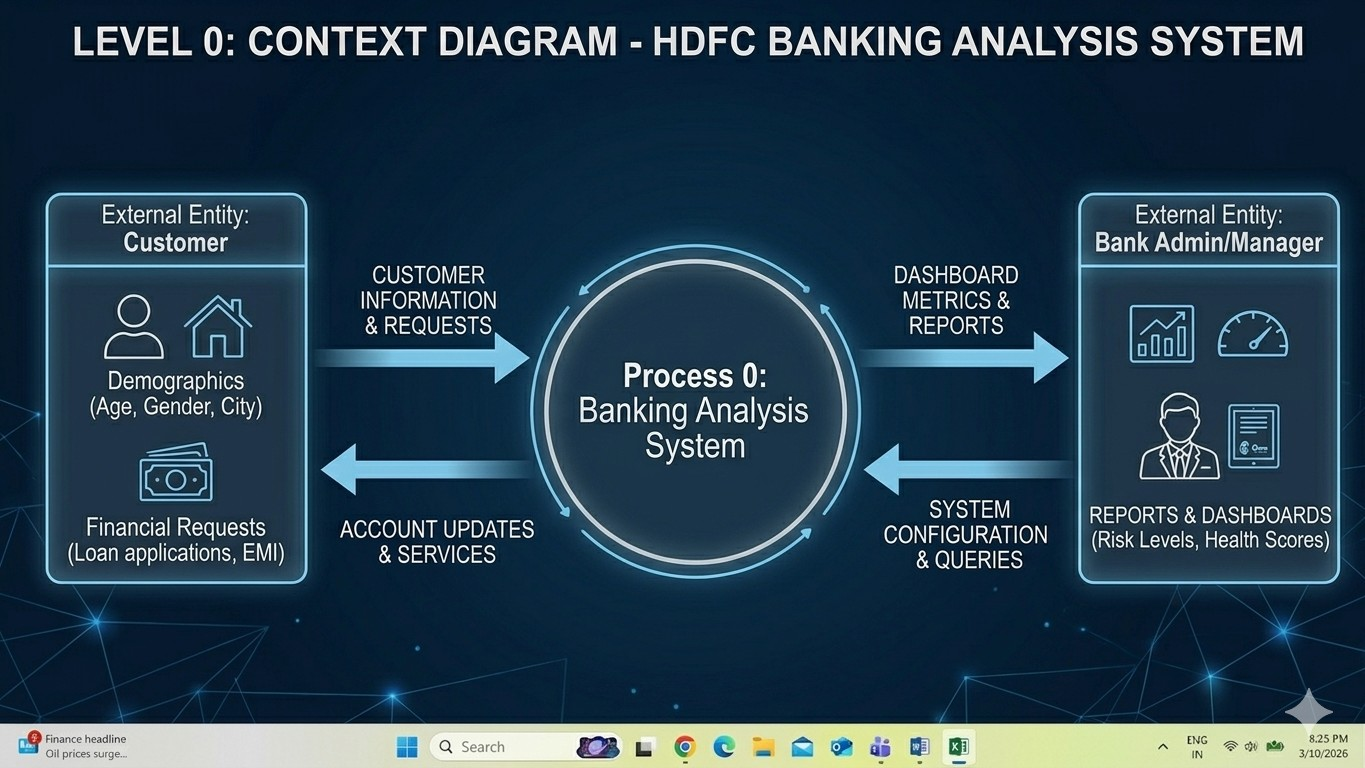 LEVEL 0: CONTEXT DIAGRAM - HDFC BANKING ANALYSIS SYSTEM
External Entity:
Customer
Demographics
(Age, Gender, City)
Financial Requests
(Loan applications, EMI)
CUSTOMER
INFORMATION
& REQUESTS
ACCOUNT UPDATES
& SERVICES
Process 0:
Banking Analysis
System
DASHBOARD
METRICS &
REPORTS
SYSTEM
CONFIGURATION
& QUERIES
External Entity:
Bank Admin/Manager
REPORTS & DASHBOARDS
(Risk Levels, Health Scores)
Finance headline
Oil prices surge...
Search
ENG
IN
8:25 PM
3/10/2026